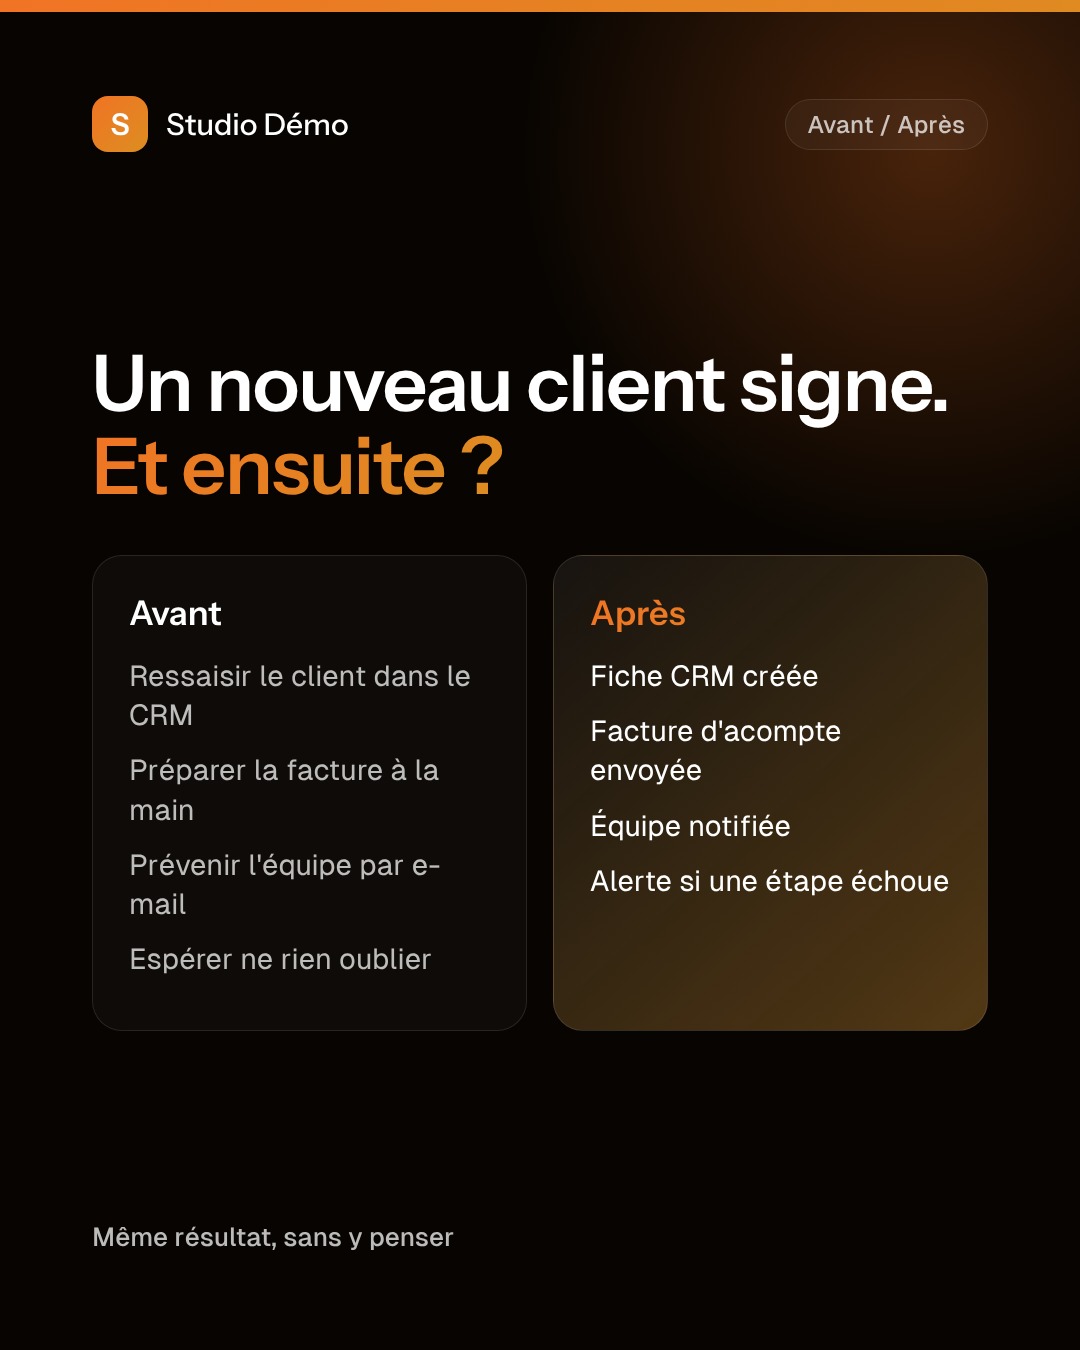 S
Studio Démo
Avant / Après
Un nouveau client signe.
Et ensuite ?
Avant
Ressaisir le client dans le
CRM
Préparer la facture à la
main
Prévenir l'équipe par e-
mail
Espérer ne rien oublier
Après
Fiche CRM créée
Facture d'acompte
envoyée
Équipe notifiée
Alerte si une étape échoue
Même résultat, sans y penser